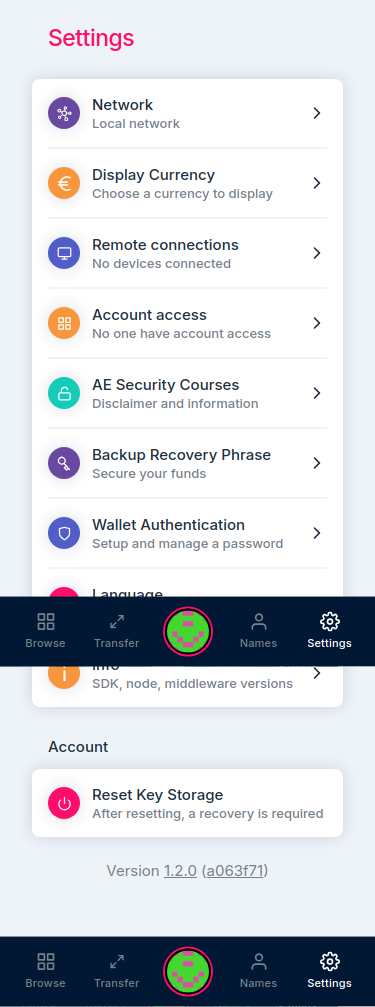 Settings
Network
Local network
Display Currency
Choose a currency to display
Remote connections
No devices connected
Account access
No one have account access
AE Security Courses
Disclaimer and information
Backup Recovery Phrase
Secure your funds
Wallet Authentication
Setup and manage a password
Language
Browse Transfer Names Settings
Info
SDK, node, middleware versions
Account
Reset Key Storage
After resetting, a recovery is required
Version 1.2.0 (a063f71)
Browse Transfer Names Settings